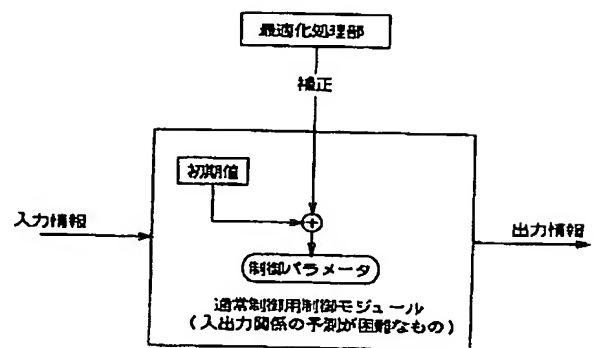 最適化処理部
補正
初期値
入力情報
出力情報
制御パラメータ
通常制御用制御モジュール
(入出力関係の予測が困難なもの)